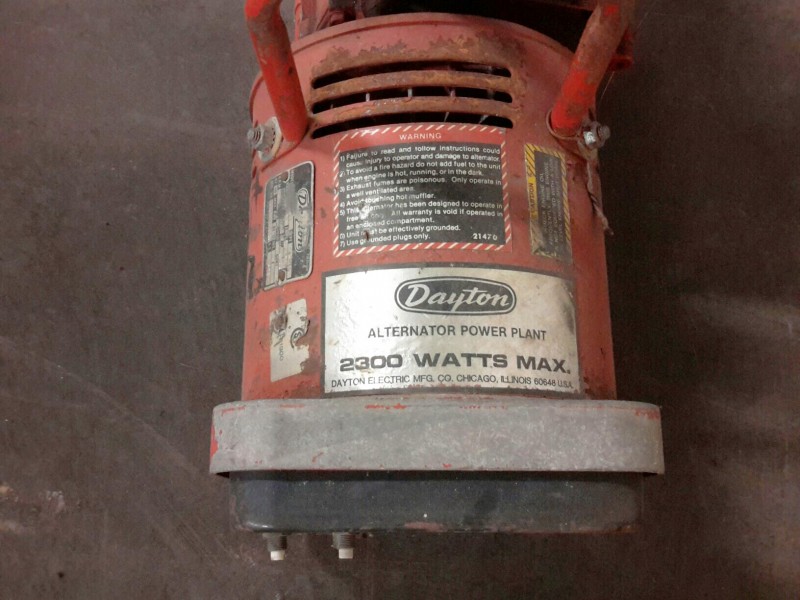 WARNING
1) Failure to read and follow instructions could
cause injury to operator and damage to alternator.
2) To avoid a fire hazard do not add fuel to the unit
when engine is hot, running, or in the dark.
3) Exhaust fumes are poisonous. Only operate in
a well ventilated area.
4) Avoid touching hot muffler.
5) This alternator has been designed to operate in
free All warranty is void if operated in
an enclosed compartment.
6) Unit must be effectively grounded.
7) Use grounded plugs only. 21470
Dayton
Dayton
ALTERNATOR POWER PLANT
2300 WATTS MAX.
DAYTON ELECTRIC MFG. CO. CHICAGO, ILLINOIS 60648 U.S.A.